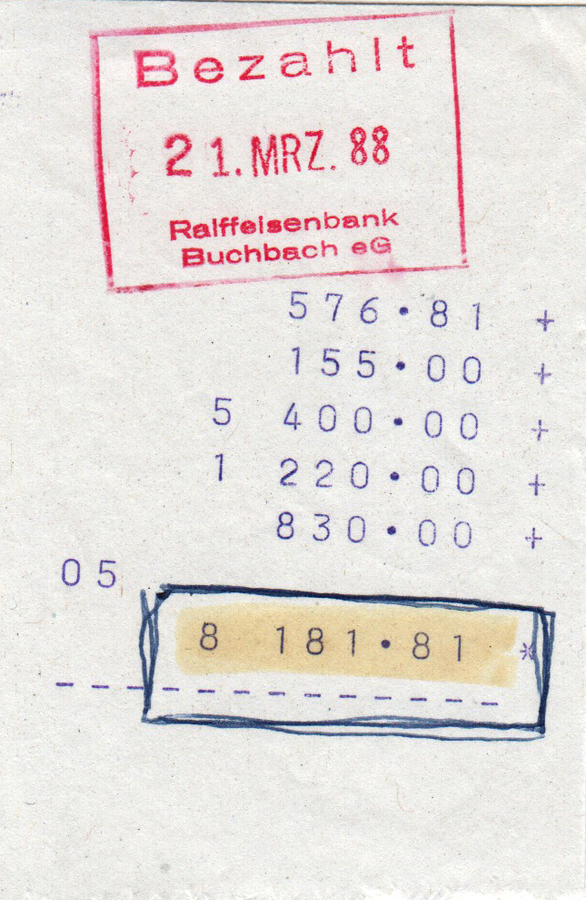 Bezahlt
21. MRZ. 88
Raiffeisenbank
Buchbach eG
576•81 +
155•00 +
5 400•00 +
1 220•00 +
830•00 +
05
8 181•81 *